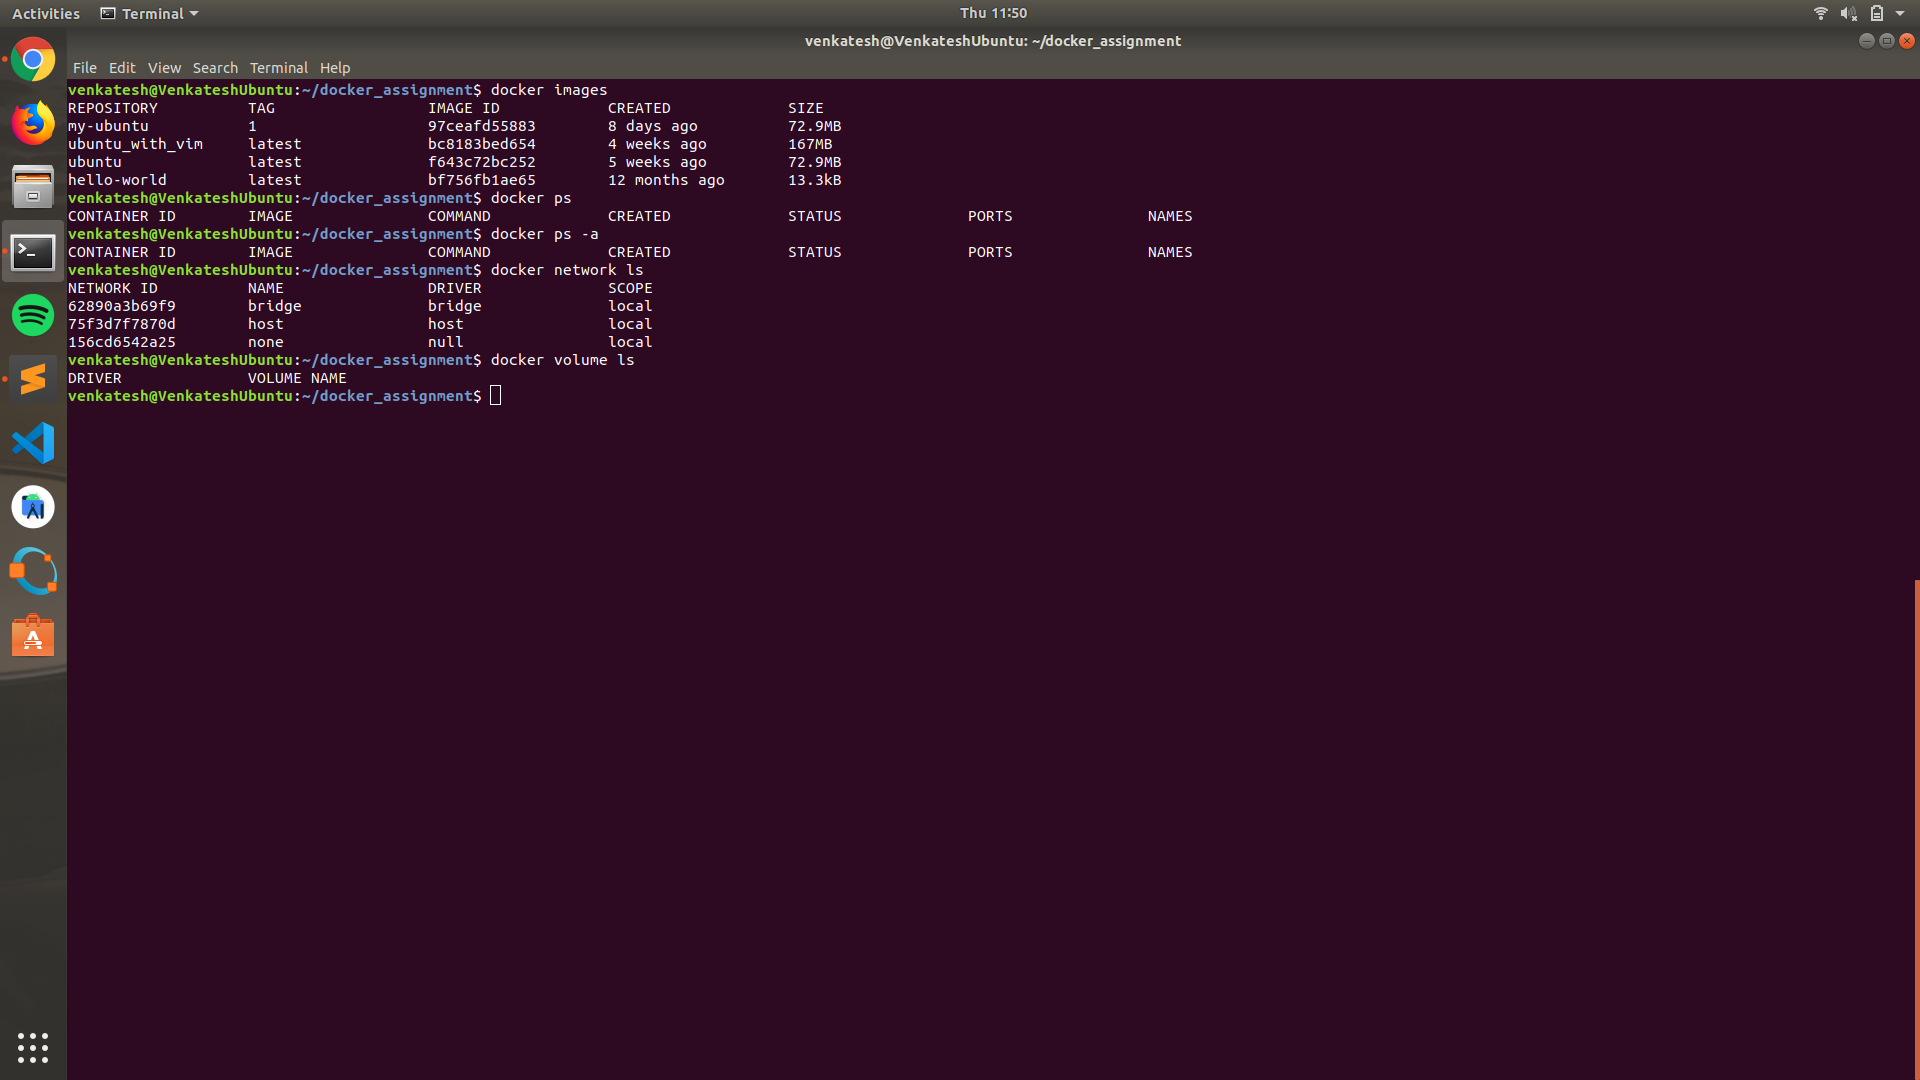 Activities Terminal Thu 11:50
venkatesh@VenkateshUbuntu: ~/docker_assignment
File Edit View Search Terminal Help
venkatesh@VenkateshUbuntu:~/docker_assignment$ docker images
REPOSITORY TAG IMAGE ID CREATED SIZE
my-ubuntu 1 97ceafd55883 8 days ago 72.9MB
ubuntu_with_vim latest bc8183bed654 4 weeks ago 167MB
ubuntu latest f643c72bc252 5 weeks ago 72.9MB
hello-world latest bf756fb1ae65 12 months ago 13.3kB
venkatesh@VenkateshUbuntu:~/docker_assignment$ docker ps
CONTAINER ID IMAGE COMMAND CREATED STATUS PORTS NAMES
venkatesh@VenkateshUbuntu:~/docker_assignment$ docker ps -a
CONTAINER ID IMAGE COMMAND CREATED STATUS PORTS NAMES
venkatesh@VenkateshUbuntu:~/docker_assignment$ docker network ls
NETWORK ID NAME DRIVER SCOPE
62890a3b69f9 bridge bridge local
75f3d7f7870d host host local
156cd6542a25 none null local
venkatesh@VenkateshUbuntu:~/docker_assignment$ docker volume ls
DRIVER VOLUME NAME
venkatesh@VenkateshUbuntu:~/docker_assignment$